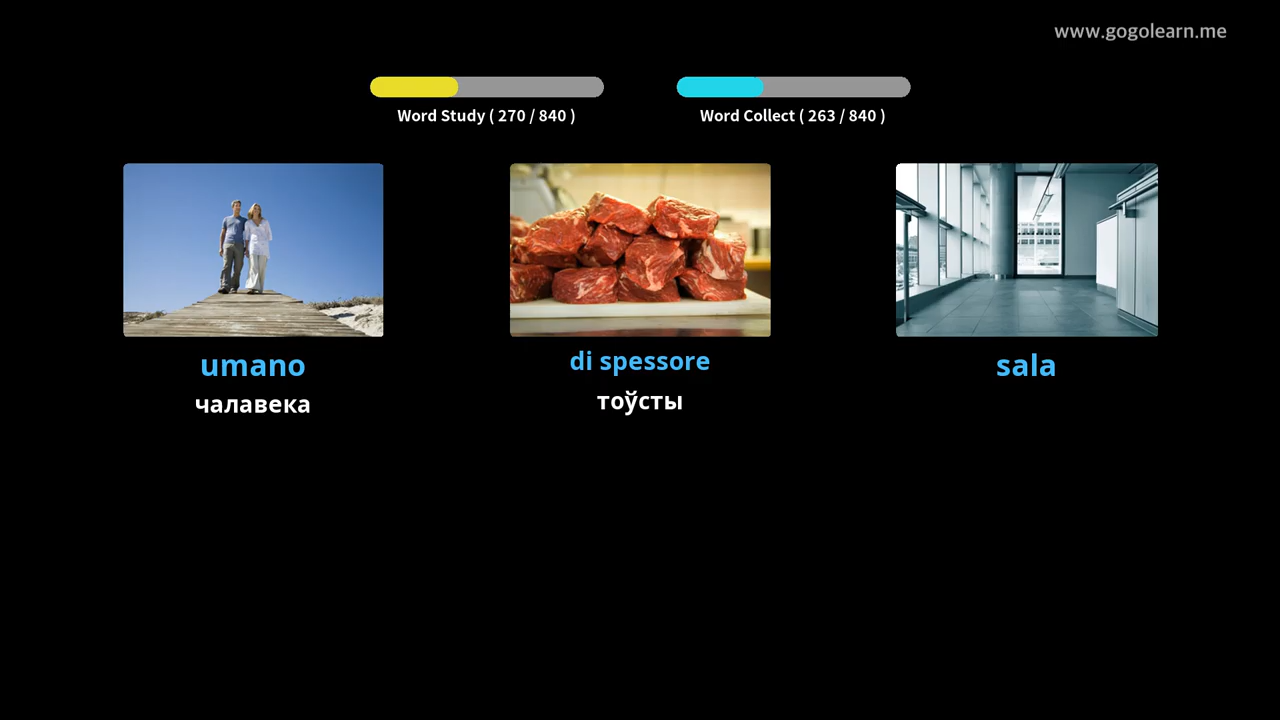 www.gogolearn.me
Word Study ( 270 / 840 )
Word Collect ( 263 / 840 )
umano
чалавека
di spessore
тоўсты
sala